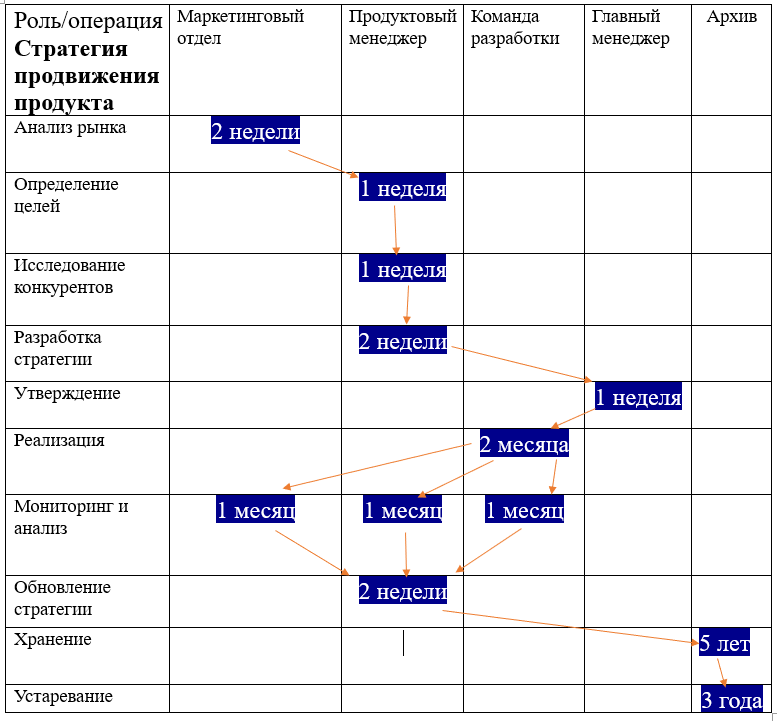 Роль/операция
Стратегия
продвижения
продукта
Маркетинговый
отдел
Продуктовый
менеджер
Команда
разработки
Главный
менеджер
Архив
Анализ рынка
2 недели
Определение
целей
1 неделя
Исследование
конкурентов
1 неделя
Разработка
стратегии
2 недели
Утверждение
1 неделя
Реализация
2 месяца
Мониторинг и
анализ
1 месяц
1 месяц
1 месяц
Обновление
стратегии
2 недели
Хранение
5 лет
Устаревание
3 года